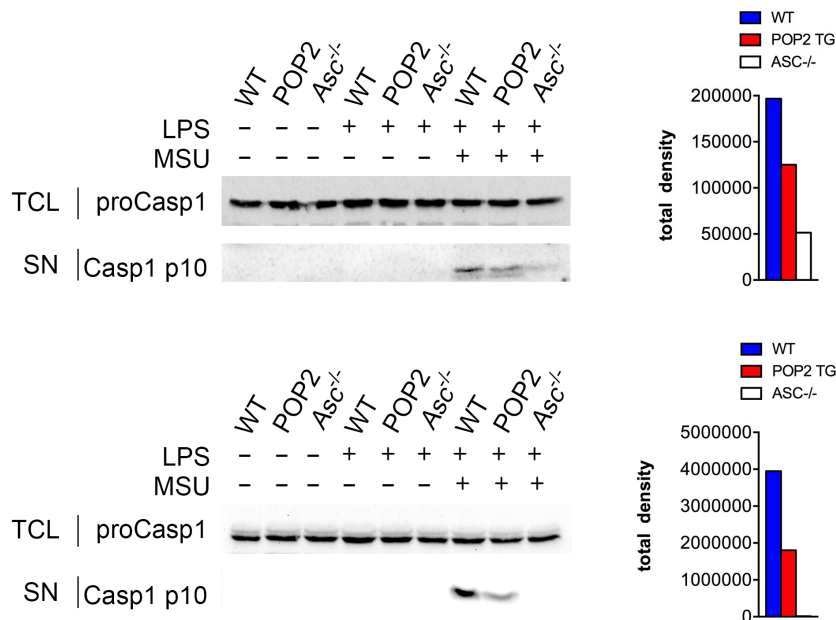 WT POP2 Asc-/- WT POP2 Asc-/- WT POP2 Asc-/-
LPS − − − + + + + + +
MSU − − − − − − + + +
TCL | proCasp1
SN | Casp1 p10
WT
POP2 TG
ASC-/-
200000
150000
100000
50000
0
total density
WT POP2 Asc-/- WT POP2 Asc-/- WT POP2 Asc-/-
LPS − − − + + + + + +
MSU − − − − − − + + +
TCL | proCasp1
SN | Casp1 p10
WT
POP2 TG
ASC-/-
5000000
4000000
3000000
2000000
1000000
0
total density